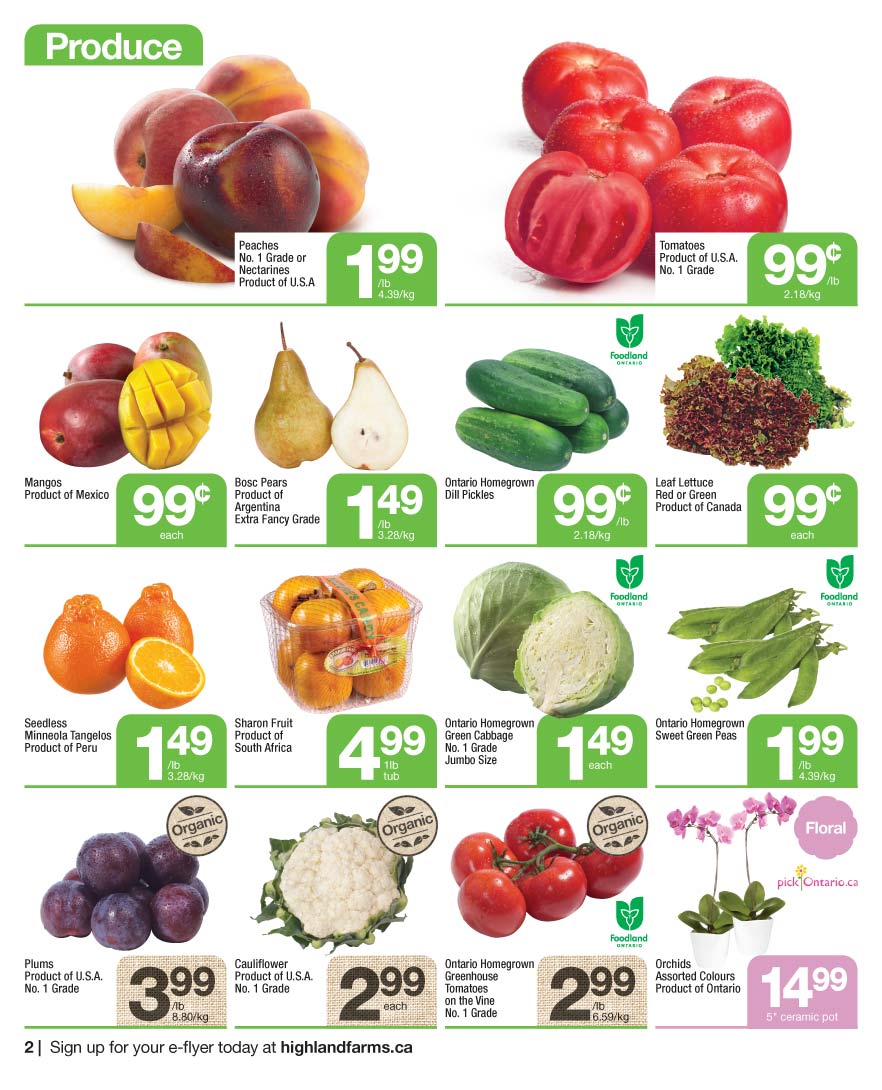 Produce
Peaches
No. 1 Grade or
Nectarines
Product of U.S.A
1.99
/lb
4.39/kg
Tomatoes
Product of U.S.A.
No. 1 Grade
99¢
/lb
2.18/kg
Mangos
Product of Mexico
99¢
each
Bosc Pears
Product of
Argentina
Extra Fancy Grade
1.49
/lb
3.28/kg
Foodland
ONTARIO
Ontario Homegrown
Dill Pickles
99¢
/lb
2.18/kg
Leaf Lettuce
Red or Green
Product of Canada
99¢
each
Seedless
Minneola Tangelos
Product of Peru
1.49
/lb
3.28/kg
Sharon Fruit
Product of
South Africa
4.99
1lb
tub
Foodland
ONTARIO
Ontario Homegrown
Green Cabbage
No. 1 Grade
Jumbo Size
1.49
each
Foodland
ONTARIO
Ontario Homegrown
Sweet Green Peas
1.99
/lb
4.39/kg
Organic
Plums
Product of U.S.A.
No. 1 Grade
3.99
/lb
8.80/kg
Organic
Cauliflower
Product of U.S.A.
No. 1 Grade
2.99
each
Organic
Foodland
ONTARIO
Ontario Homegrown
Greenhouse
Tomatoes
on the Vine
No. 1 Grade
2.99
/lb
6.59/kg
Floral
pickOntario.ca
Orchids
Assorted Colours
Product of Ontario
14.99
5" ceramic pot
2 | Sign up for your e-flyer today at highlandfarms.ca